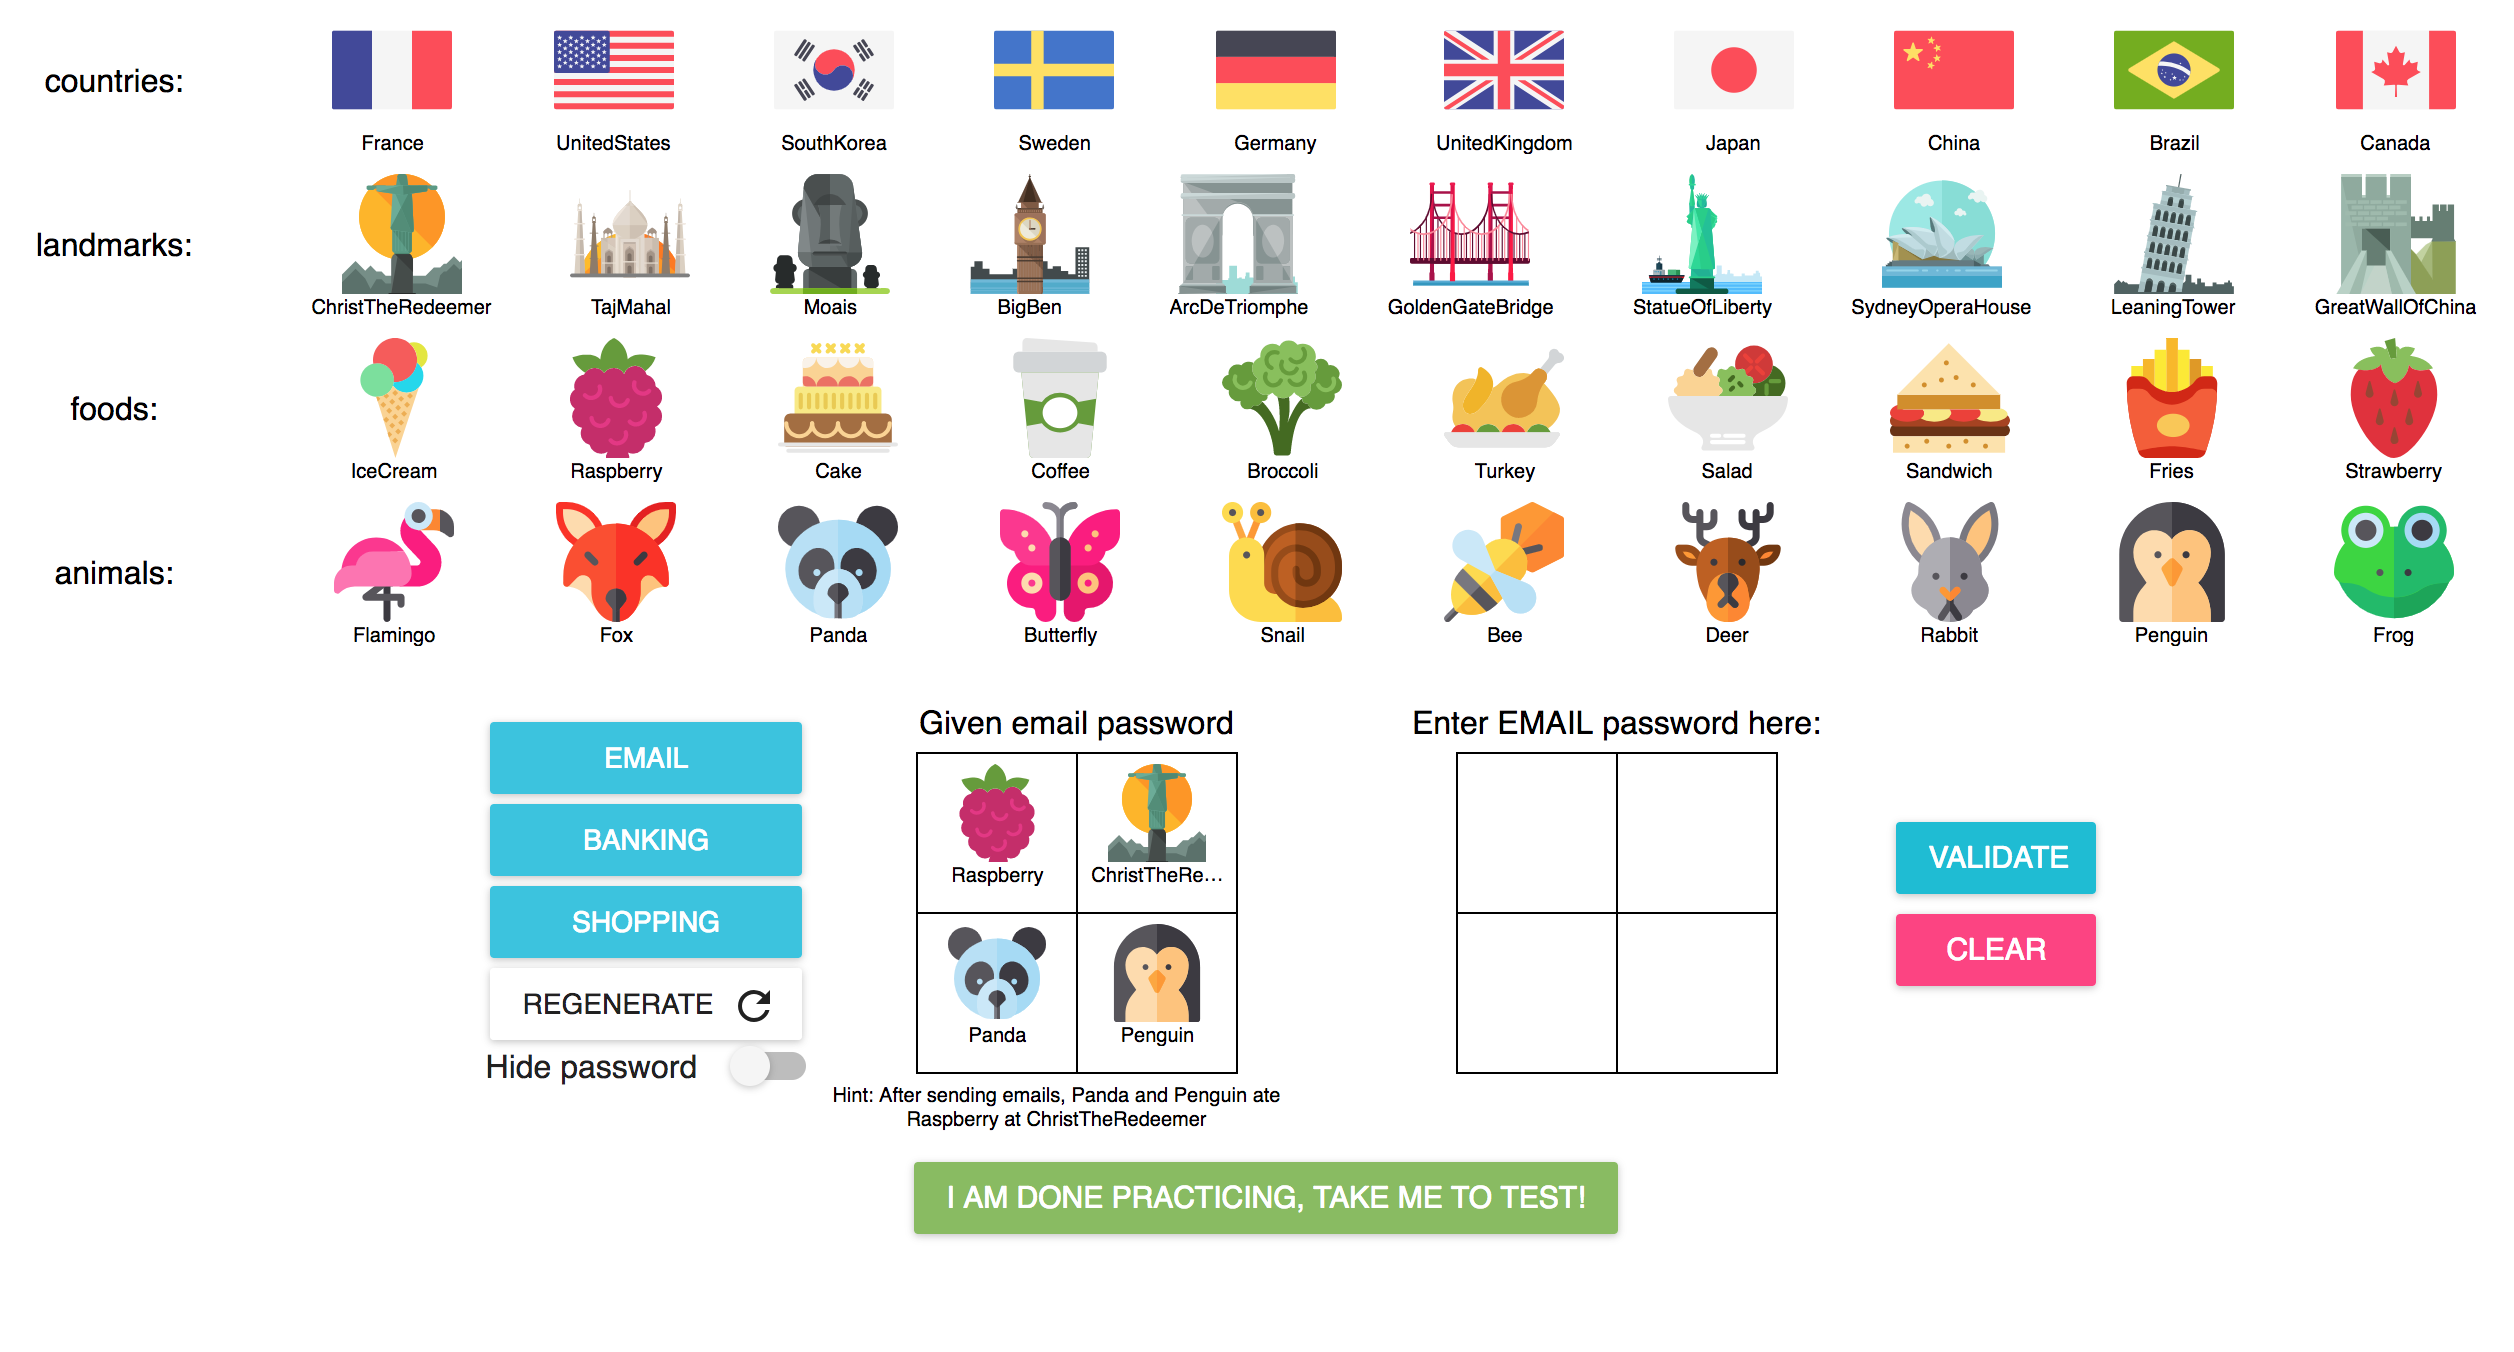 countries:
France UnitedStates SouthKorea Sweden Germany UnitedKingdom Japan China Brazil Canada
landmarks:
ChristTheRedeemer TajMahal Moais BigBen ArcDeTriomphe GoldenGateBridge StatueOfLiberty SydneyOperaHouse LeaningTower GreatWallOfChina
foods:
IceCream Raspberry Cake Coffee Broccoli Turkey Salad Sandwich Fries Strawberry
animals:
Flamingo Fox Panda Butterfly Snail Bee Deer Rabbit Penguin Frog
EMAIL
BANKING
SHOPPING
REGENERATE
Hide password
Given email password
Raspberry ChristTheRe...
Panda Penguin
Hint: After sending emails, Panda and Penguin ate
Raspberry at ChristTheRedeemer
Enter EMAIL password here:
VALIDATE
CLEAR
I AM DONE PRACTICING, TAKE ME TO TEST!